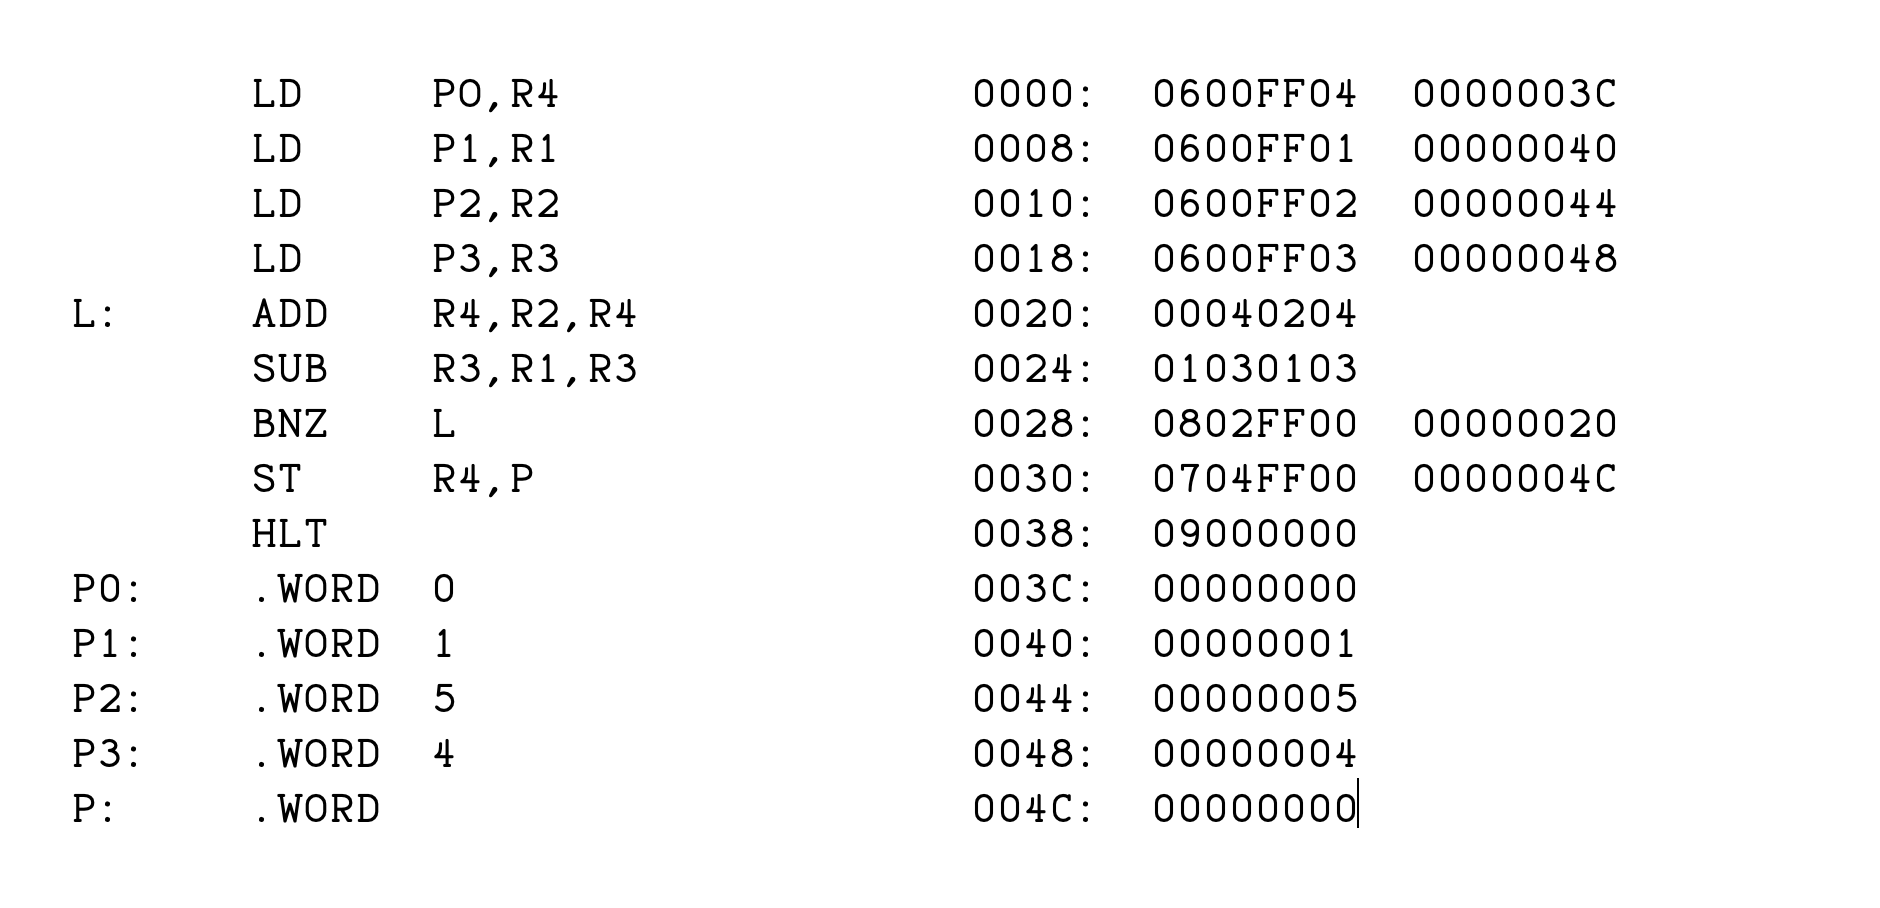 LD P0,R4 0000: 0600FF04 0000003C
LD P1,R1 0008: 0600FF01 00000040
LD P2,R2 0010: 0600FF02 00000044
LD P3,R3 0018: 0600FF03 00000048
L: ADD R4,R2,R4 0020: 00040204
SUB R3,R1,R3 0024: 01030103
BNZ L 0028: 0802FF00 00000020
ST R4,P 0030: 0704FF00 0000004C
HLT 0038: 09000000
P0: .WORD 0 003C: 00000000
P1: .WORD 1 0040: 00000001
P2: .WORD 5 0044: 00000005
P3: .WORD 4 0048: 00000004
P: .WORD 004C: 00000000